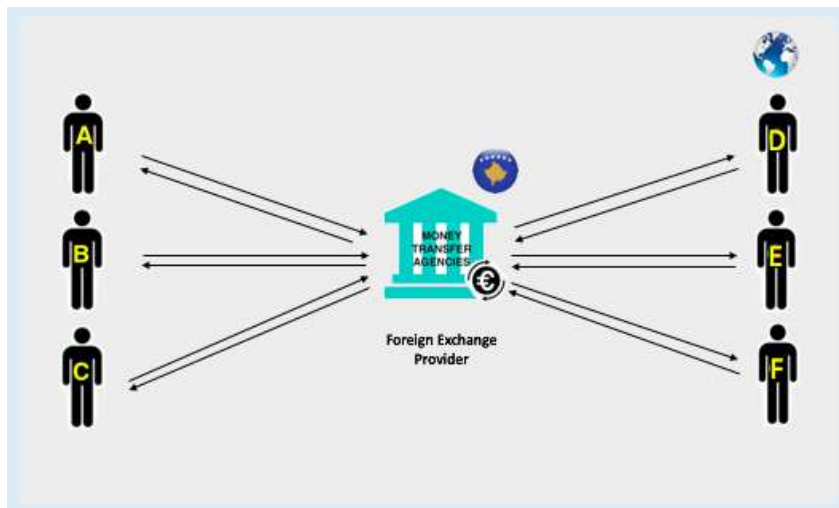 A
D
B
MONEY
TRANSFER
AGENCIES
E
€
Foreign Exchange
Provider
C
F